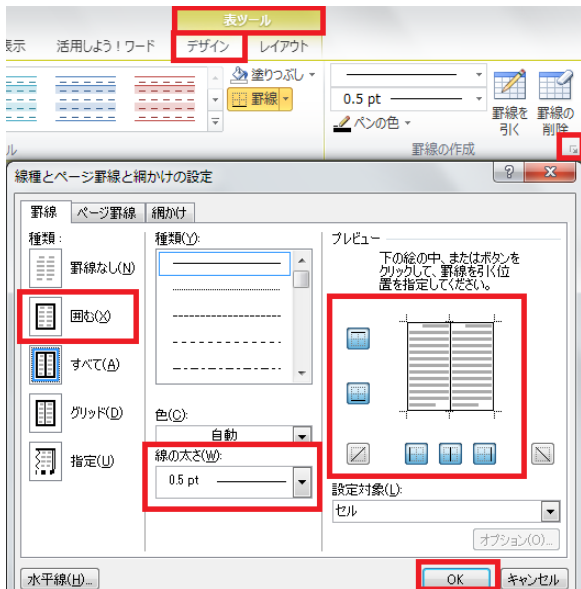 表ツール
表示 活用しよう！ワード デザイン レイアウト
塗りつぶし
罫線
0.5 pt
ペンの色
罫線を引く
罫線の削除
ル
罫線の作成
線種とページ罫線と網かけの設定
罫線 ページ罫線 網かけ
種類:
罫線なし(N)
囲む(X)
すべて(A)
グリッド(D)
指定(U)
種類(Y):
色(C):
自動
線の太さ(W):
0.5 pt
プレビュー
下の絵の中、またはボタンを
クリックして、罫線を引く位
置を指定してください。
設定対象(L):
セル
オプション(O)...
水平線(H)...
OK
キャンセル